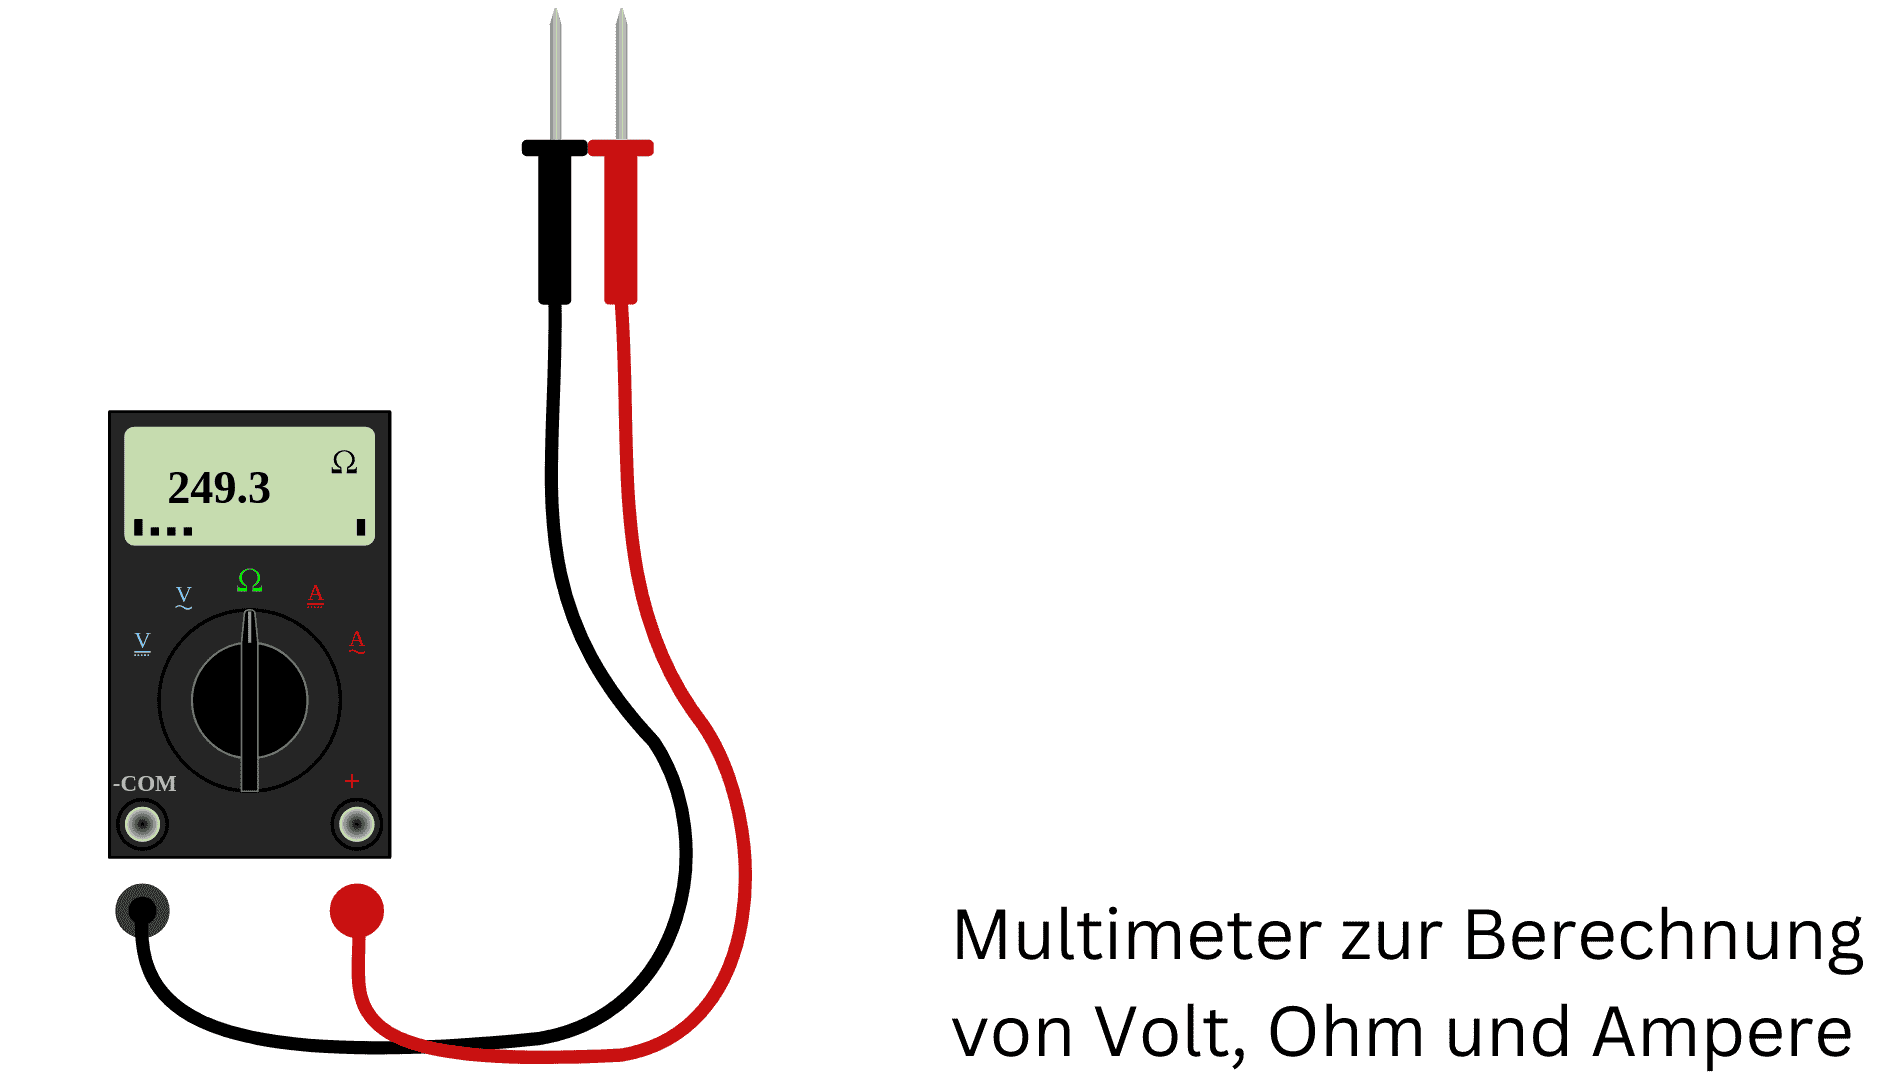 Ω
249.3
Ω
V
A
V
A
-COM
+
Multimeter zur Berechnung
von Volt, Ohm und Ampere